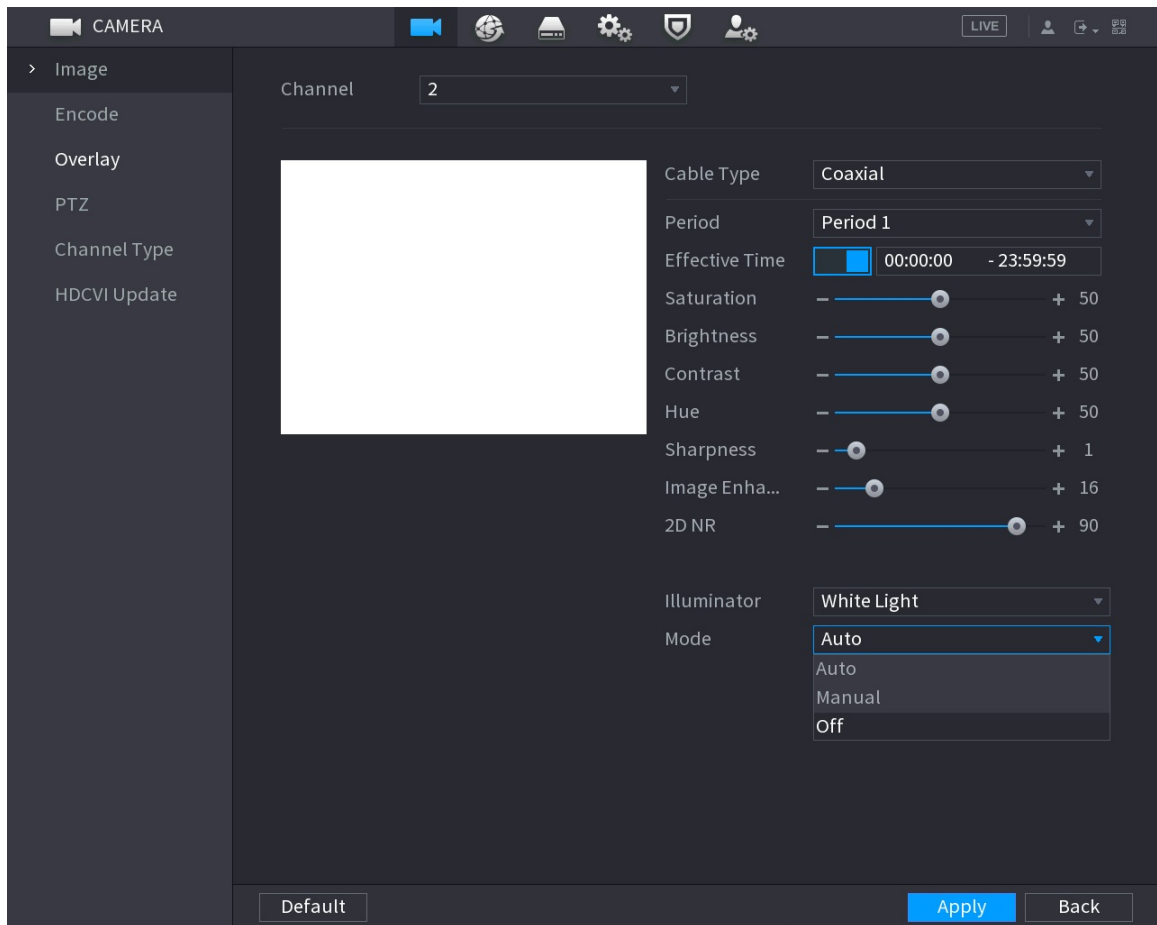 CAMERA
LIVE
Image
Encode
Overlay
PTZ
Channel Type
HDCVI Update
Channel 2
Cable Type Coaxial
Period Period 1
Effective Time 00:00:00 - 23:59:59
Saturation 50
Brightness 50
Contrast 50
Hue 50
Sharpness 1
Image Enha... 16
2D NR 90
Illuminator White Light
Mode Auto
Auto
Manual
Off
Default Apply Back